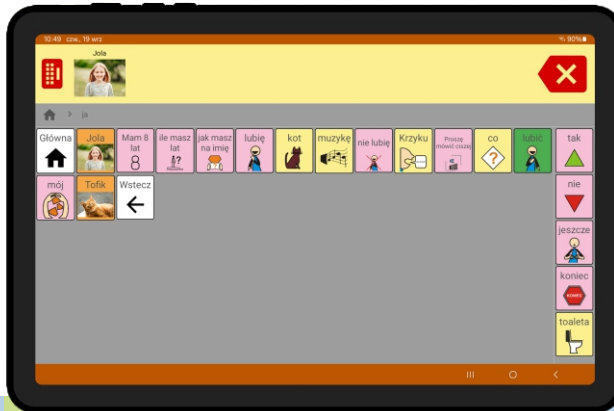 10:49 czw., 19 wrz
90%
Jola
> ja
Główna
Jola
Mam 8 lat
8
ile masz lat
?
jak masz na imię
lubię
kot
muzykę
nie lubię
Krzyku
Proszę mówić ciszej
co
?
lubić
tak
mój
Tofik
Wstecz
nie
jeszcze
koniec
KONIEC
toaleta